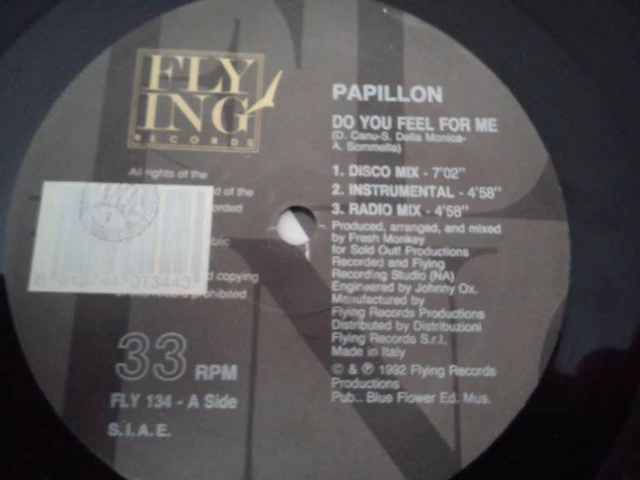 FLY
ING
RECORDS
PAPILLON
DO YOU FEEL FOR ME
(D. Canu-S. Della Monica-
A. Sommella)
1. DISCO MIX - 7'02"
2. INSTRUMENTAL - 4'58"
3. RADIO MIX - 4'58"
Produced, arranged, and mixed
by Fresh Monkey
for Sold Out! Productions
Recorded and Flying
Recording Studio (NA)
Engineered by Johnny Ox.
Manufactured by
Flying Records Productions
Distributed by Distribuzioni
Flying Records S.r.l.
Made in Italy
© & ℗ 1992 Flying Records
Productions
Pub.. Blue Flower Ed. Mus.
All rights of the
d of the
copying
prohibited
33 RPM
FLY 134 - A Side
S.I.A.E.